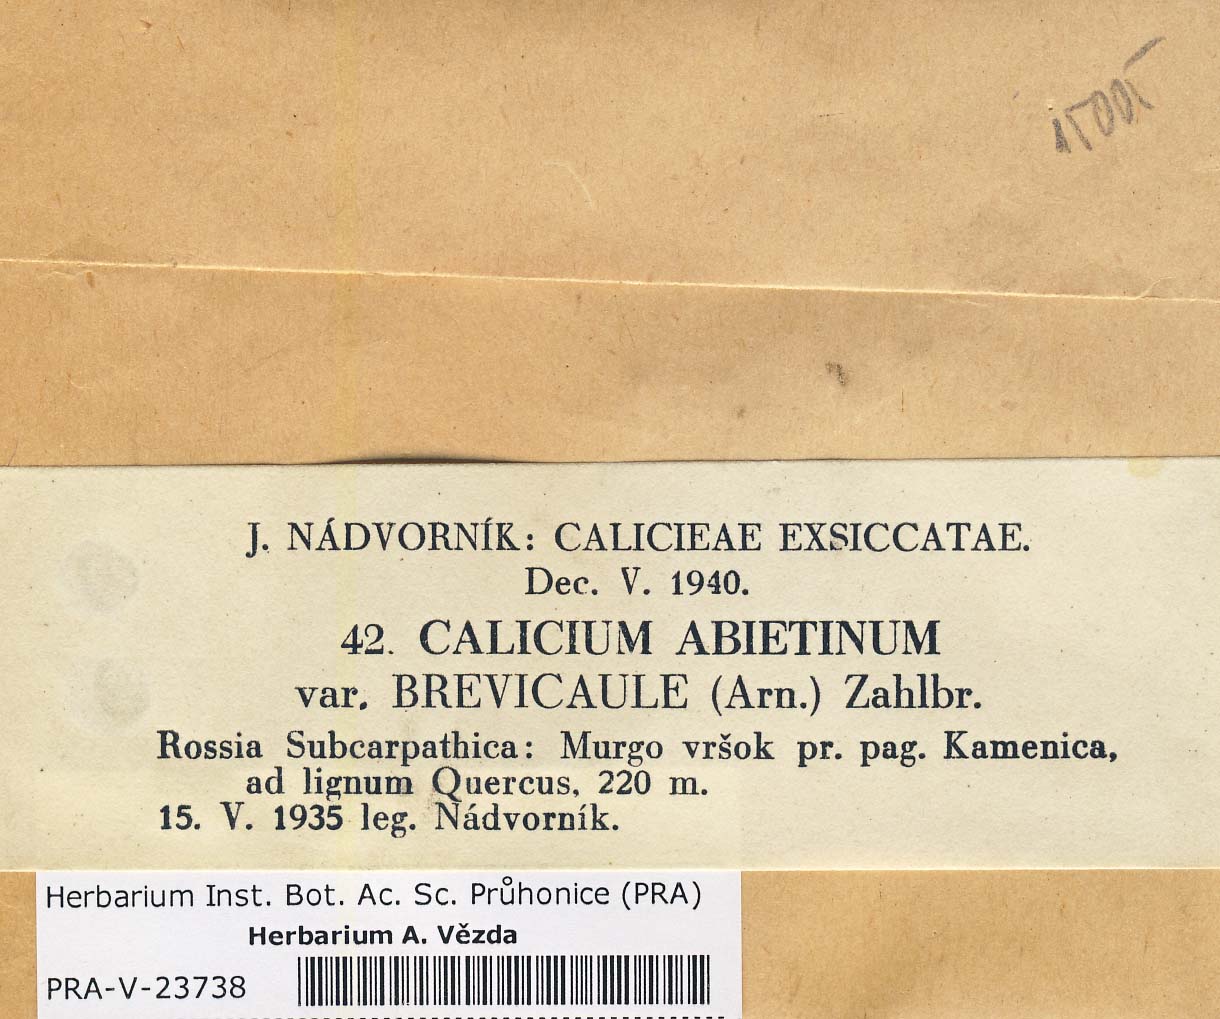 J. NÁDVORNÍK: CALICIEAE EXSICCATAE.
Dec. V. 1940.
42. CALICIUM ABIETINUM
var. BREVICAULE (Arn.) Zahlbr.
Rossia Subcarpathica: Murgo vršok pr. pag. Kamenica,
ad lignum Quercus, 220 m.
15. V. 1935 leg. Nádvorník.
Herbarium Inst. Bot. Ac. Sc. Průhonice (PRA)
Herbarium A. Vězda
PRA-V-23738